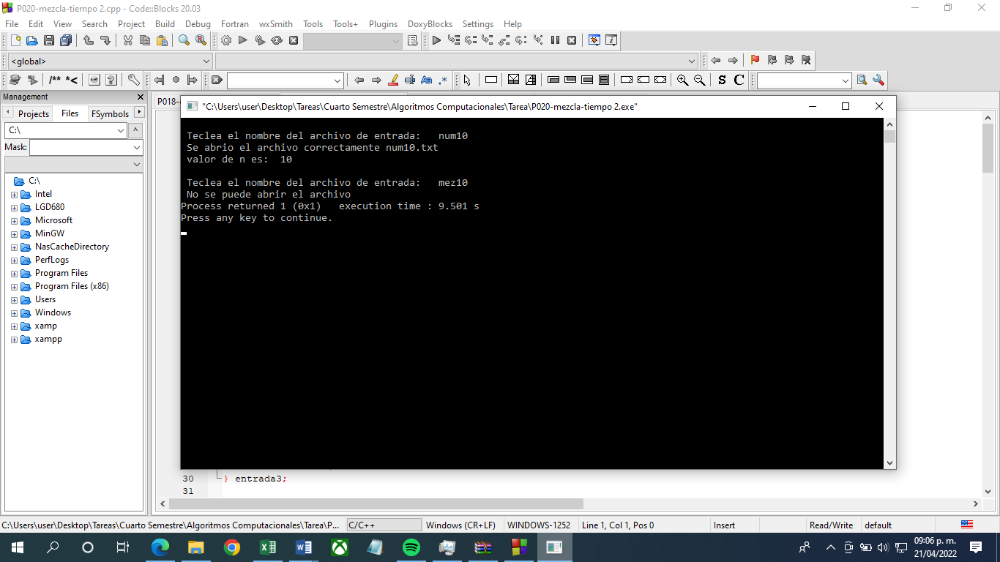 P020-mezcla-tiempo 2.cpp - Code::Blocks 20.03
File Edit View Search Project Build Debug Fortran wxSmith Tools Tools+ Plugins DoxyBlocks Settings Help
<global>
/** *<
Aa .*
S C
Management
Projects Files FSymbols
C:\
Mask:
C:\
Intel
LGD680
Microsoft
MinGW
NasCacheDirectory
PerfLogs
Program Files
Program Files (x86)
Users
Windows
xamp
xampp
P018-
"C:\Users\user\Desktop\Tareas\Cuarto Semestre\Algoritmos Computacionales\Tarea\P020-mezcla-tiempo 2.exe"
Teclea el nombre del archivo de entrada:   num10
Se abrio el archivo correctamente num10.txt
valor de n es:  10
Teclea el nombre del archivo de entrada:   mez10
No se puede abrir el archivo
Process returned 1 (0x1)   execution time : 9.501 s
Press any key to continue.
30 } entrada3;
31
C:\Users\user\Desktop\Tareas\Cuarto Semestre\Algoritmos Computacionales\Tarea\P... C/C++ Windows (CR+LF) WINDOWS-1252 Line 1, Col 1, Pos 0 Insert Read/Write default
09:06 p. m.
21/04/2022